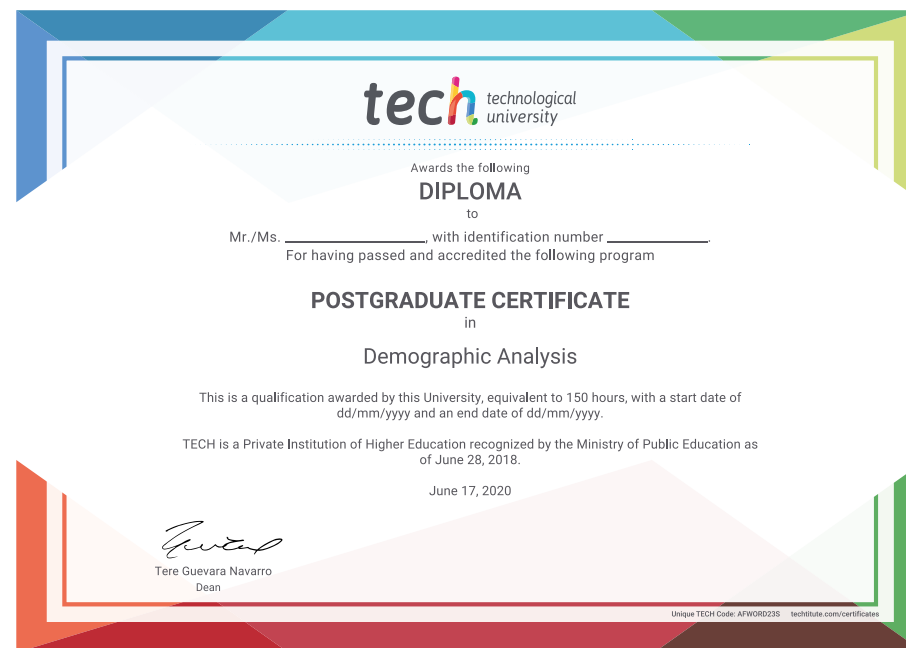 tech technological
university
Awards the following
DIPLOMA
to
Mr./Ms. ____________________, with identification number _______________.
For having passed and accredited the following program
POSTGRADUATE CERTIFICATE
in
Demographic Analysis
This is a qualification awarded by this University, equivalent to 150 hours, with a start date of
dd/mm/yyyy and an end date of dd/mm/yyyy.
TECH is a Private Institution of Higher Education recognized by the Ministry of Public Education as
of June 28, 2018.
June 17, 2020
Tere Guevara Navarro
Dean
Unique TECH Code: AFWORD23S techtitute.com/certificates